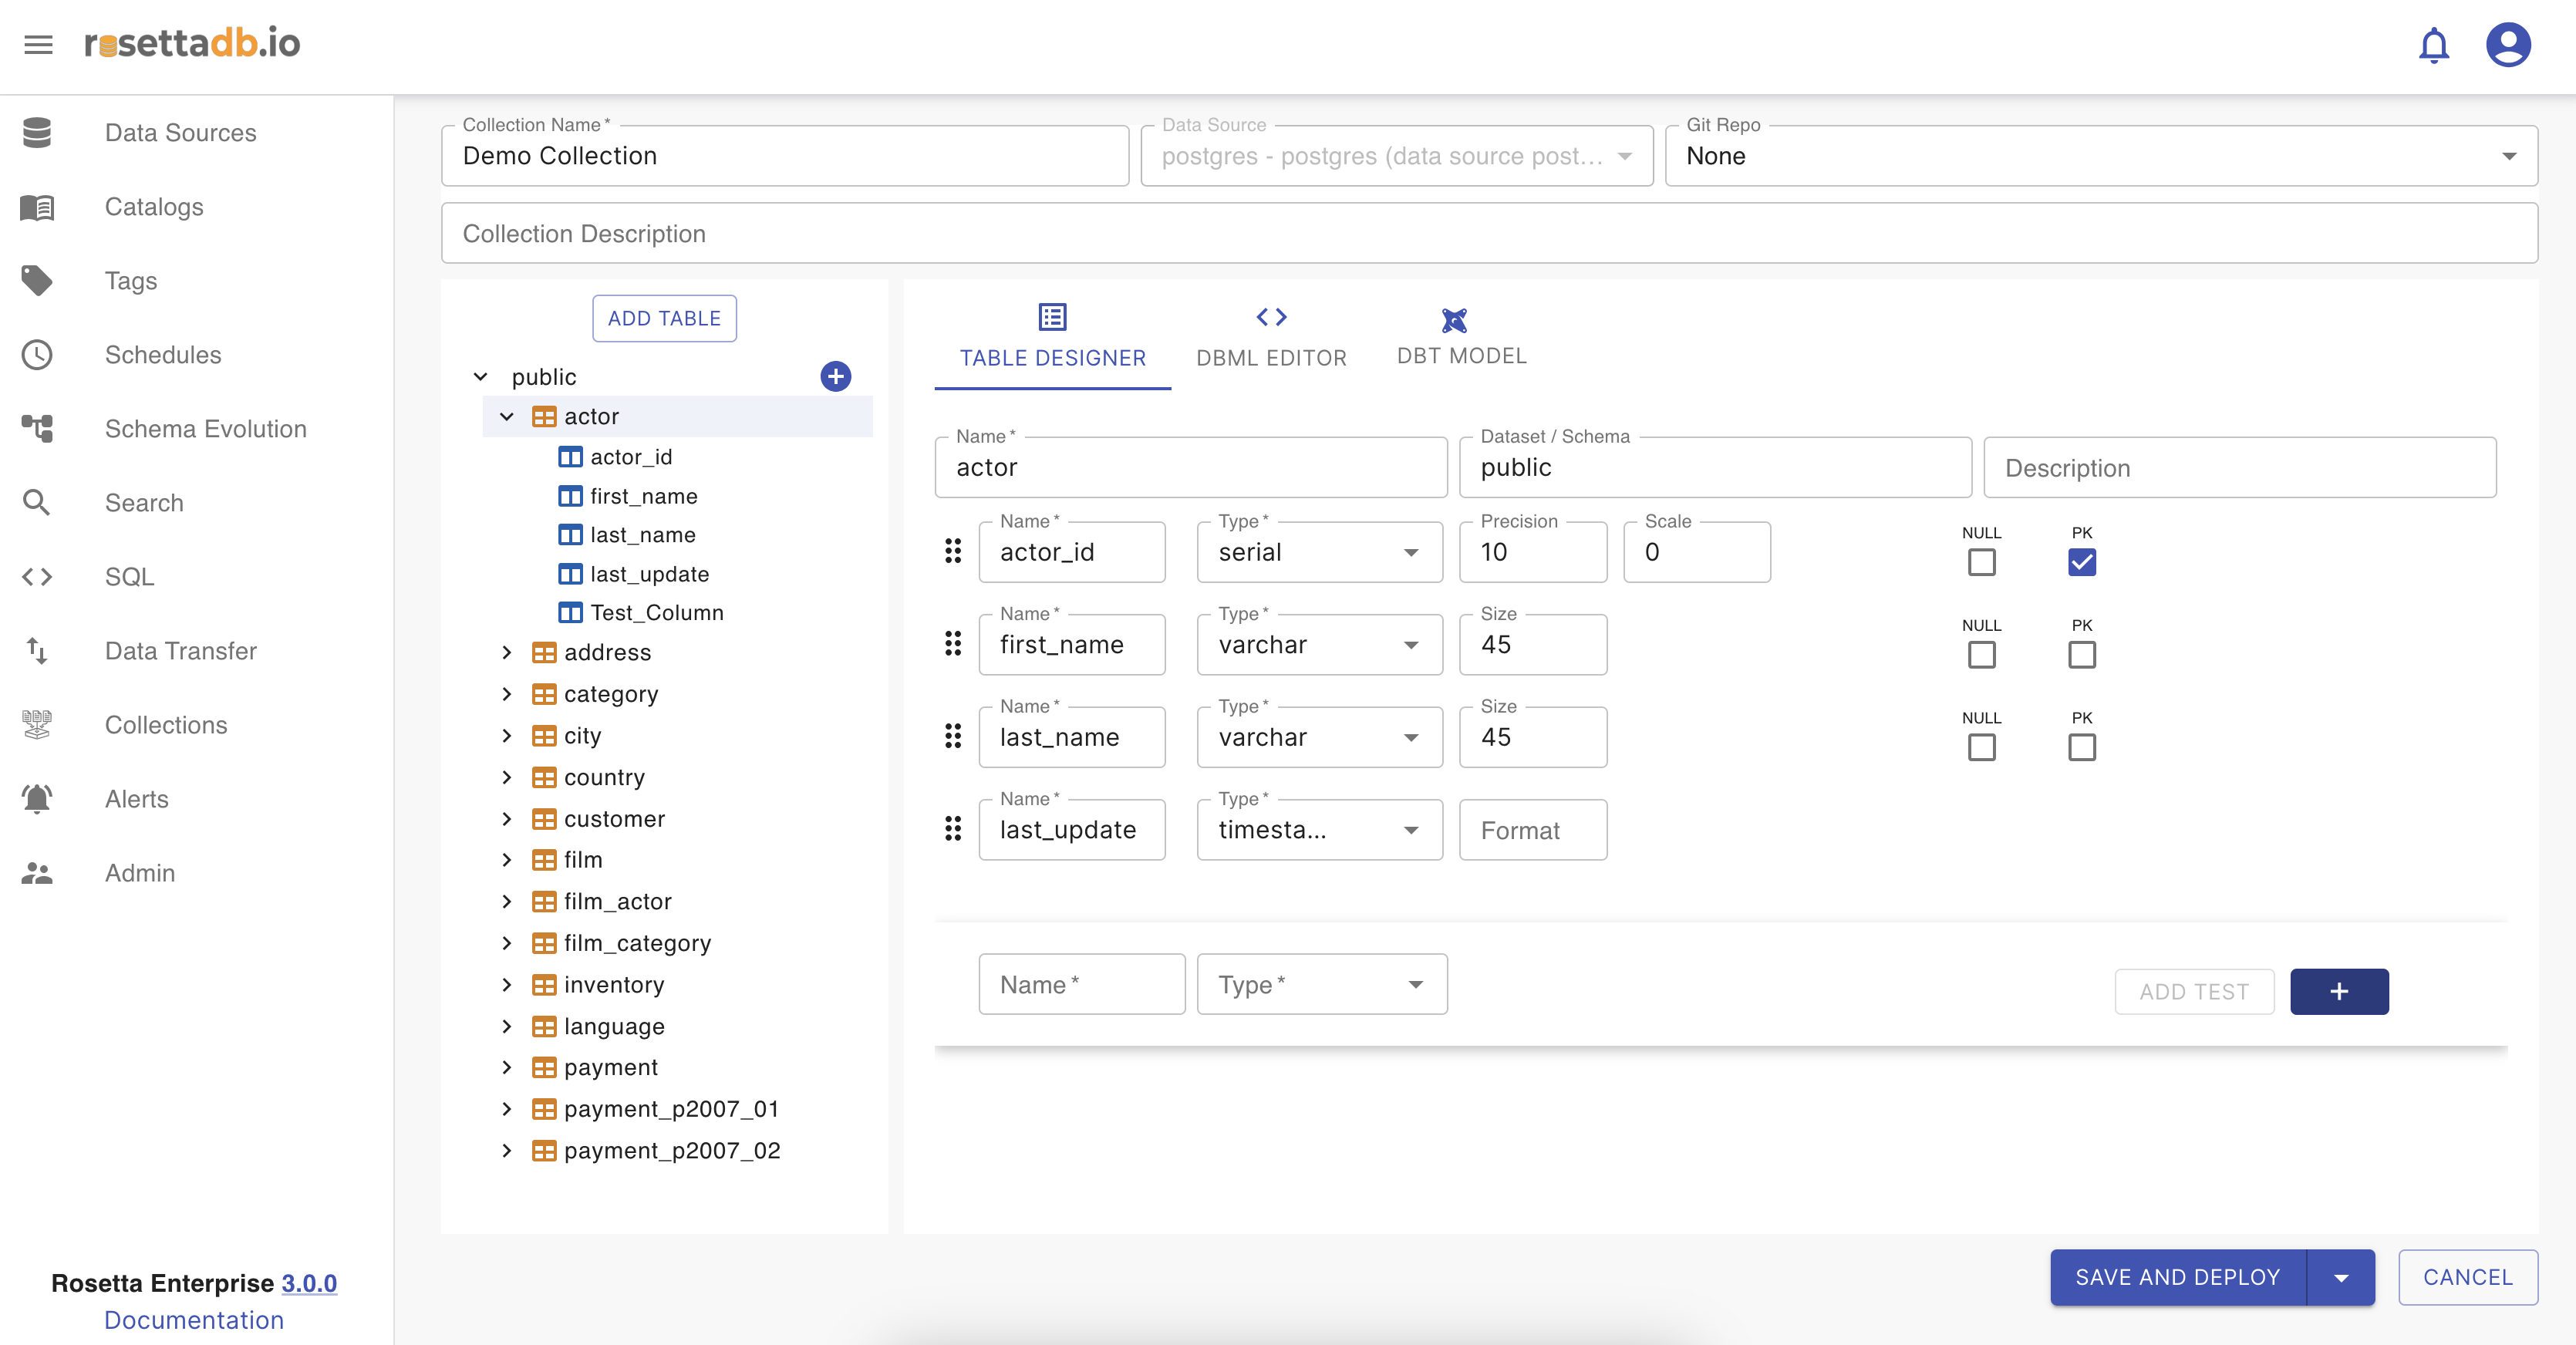 rosettadb.io
Data Sources
Catalogs
Tags
Schedules
Schema Evolution
Search
SQL
Data Transfer
Collections
Alerts
Admin
Rosetta Enterprise 3.0.0
Documentation
Collection Name *
Demo Collection
Data Source
postgres - postgres (data source post...
Git Repo
None
Collection Description
ADD TABLE
public
actor
actor_id
first_name
last_name
last_update
Test_Column
address
category
city
country
customer
film
film_actor
film_category
inventory
language
payment
payment_p2007_01
payment_p2007_02
TABLE DESIGNER
DBML EDITOR
DBT MODEL
Name *
actor
Dataset / Schema
public
Description
Name * Type * Precision Scale NULL PK
actor_id serial 10 0
Name * Type * Size NULL PK
first_name varchar 45
Name * Type * Size NULL PK
last_name varchar 45
Name * Type *
last_update timesta... Format
Name * Type * ADD TEST +
SAVE AND DEPLOY
CANCEL